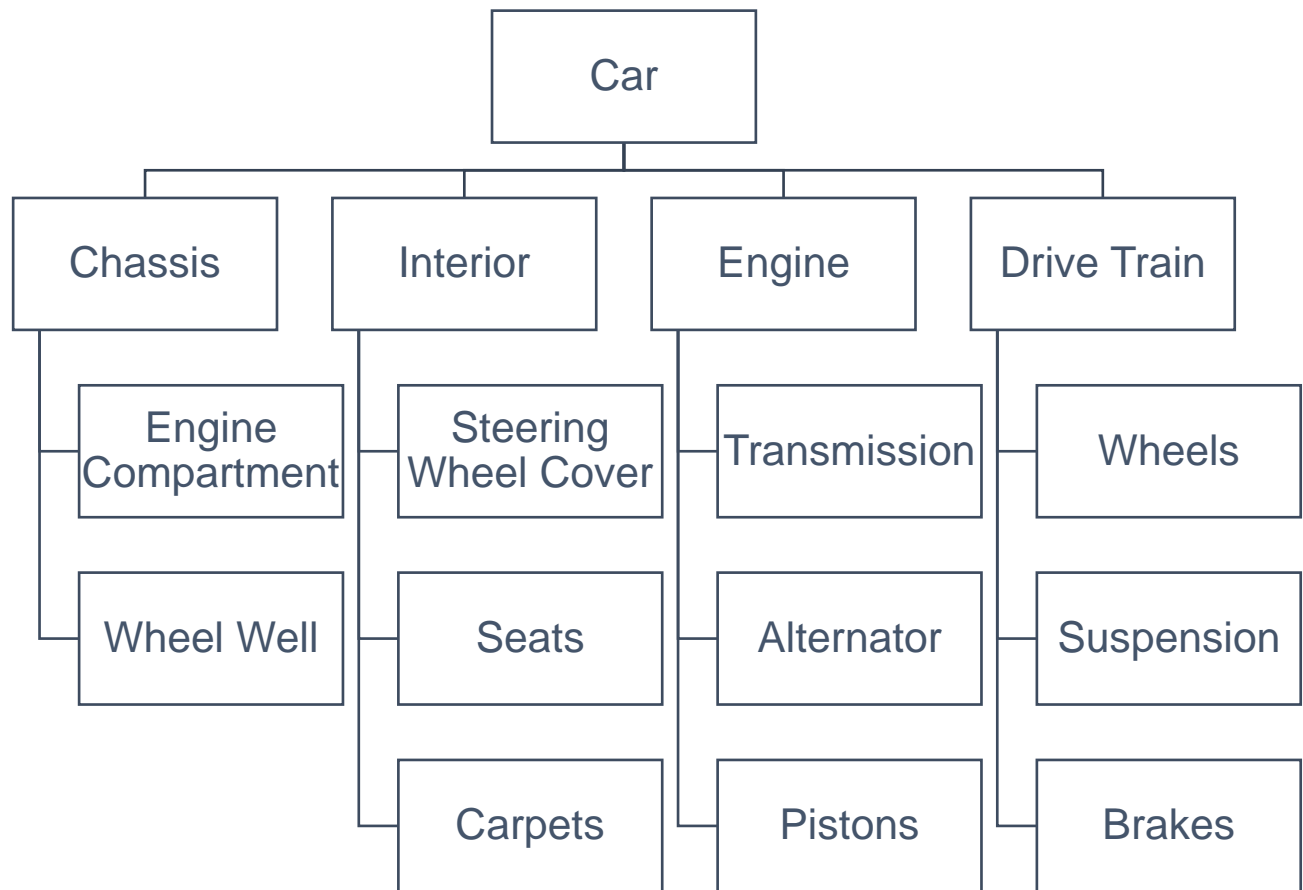 Car
Chassis
Interior
Engine
Drive Train
Engine
Compartment
Steering
Wheel Cover
Transmission
Wheels
Wheel Well
Seats
Alternator
Suspension
Carpets
Pistons
Brakes